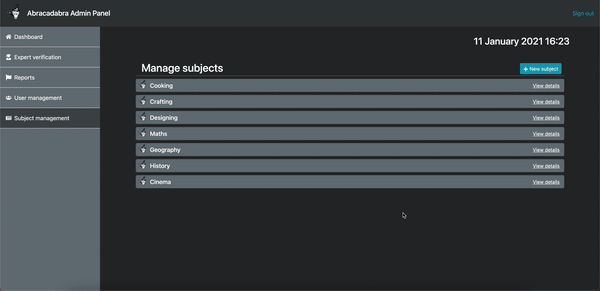 Abracadabra Admin Panel
Sign out
Dashboard
Expert verification
Reports
User management
Subject management
11 January 2021 16:23
Manage subjects
+ New subject
Cooking
View details
Crafting
View details
Designing
View details
Maths
View details
Geography
View details
History
View details
Cinema
View details